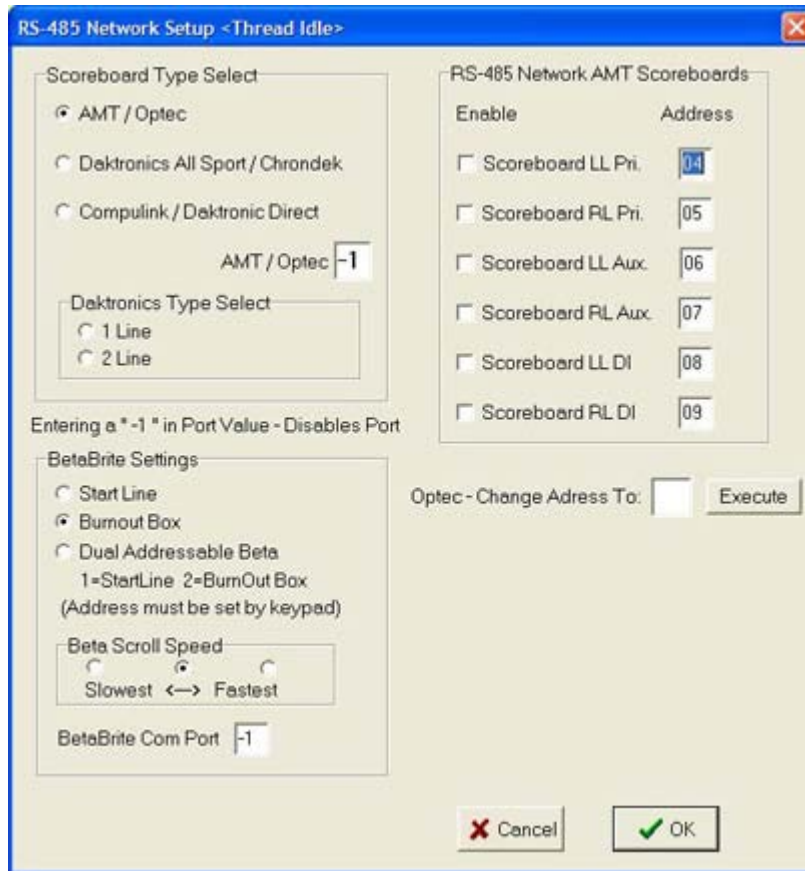 RS-485 Network Setup <Thread Idle>
Scoreboard Type Select
AMT / Optec
Daktronics All Sport / Chrondek
Compulink / Daktronic Direct
AMT / Optec -1
Daktronics Type Select
1 Line
2 Line
Entering a " -1 " in Port Value - Disables Port
BetaBrite Settings
Start Line
Burnout Box
Dual Addressable Beta
1=StartLine 2=BurnOut Box
(Address must be set by keypad)
Beta Scroll Speed
Slowest <---> Fastest
BetaBrite Com Port -1
RS-485 Network AMT Scoreboards
Enable Address
Scoreboard LL Pri. 04
Scoreboard RL Pri. 05
Scoreboard LL Aux. 06
Scoreboard RL Aux. 07
Scoreboard LL DI 08
Scoreboard RL DI 09
Optec - Change Adress To: Execute
Cancel OK